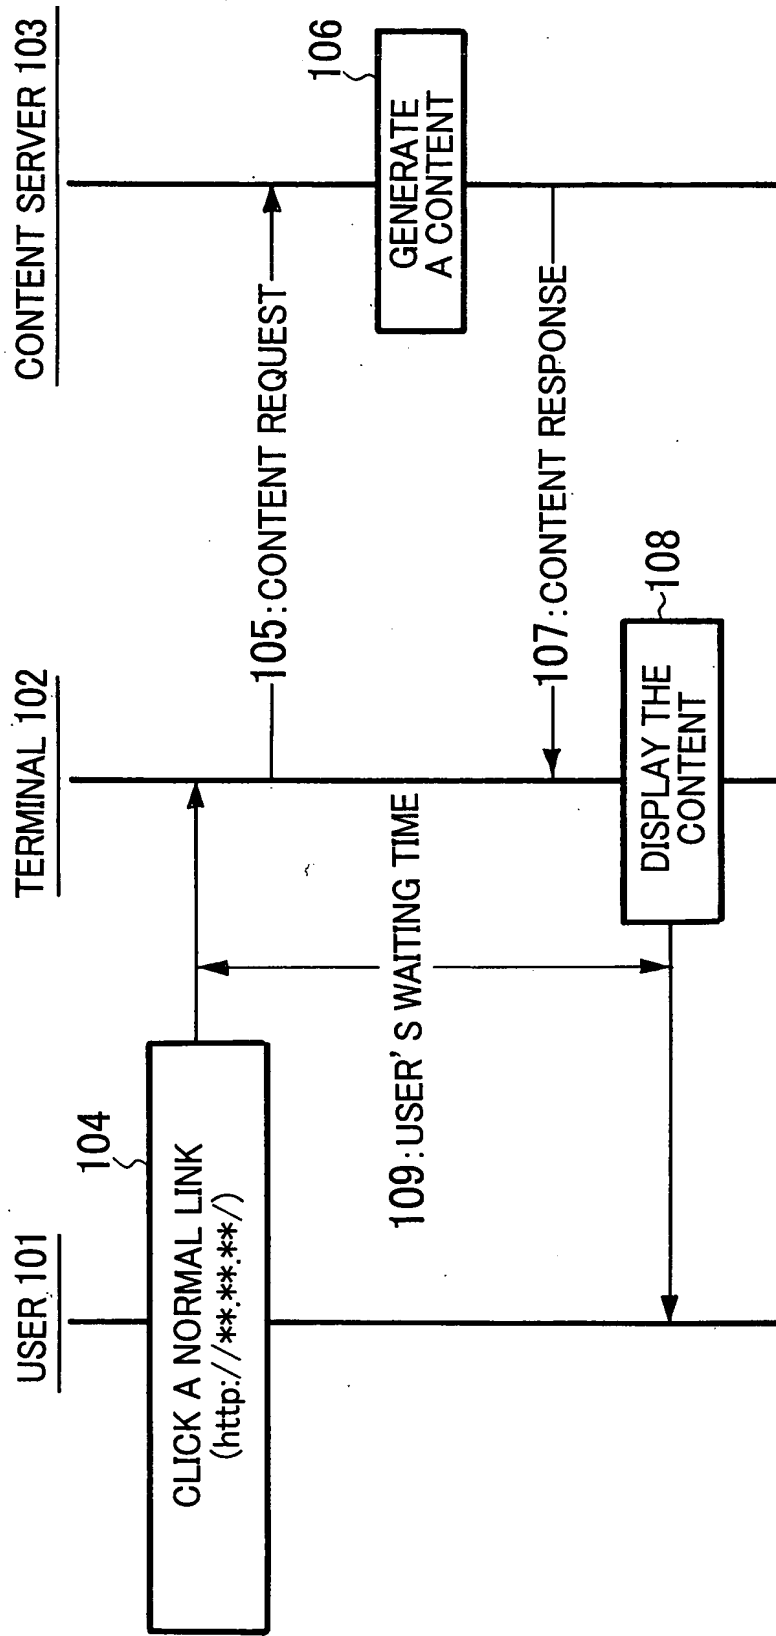 USER 101
TERMINAL 102
CONTENT SERVER 103
104
CLICK A NORMAL LINK
(http://**.**.**/)
105:CONTENT REQUEST
106
GENERATE
A CONTENT
109:USER'S WAITING TIME
107:CONTENT RESPONSE
108
DISPLAY THE
CONTENT